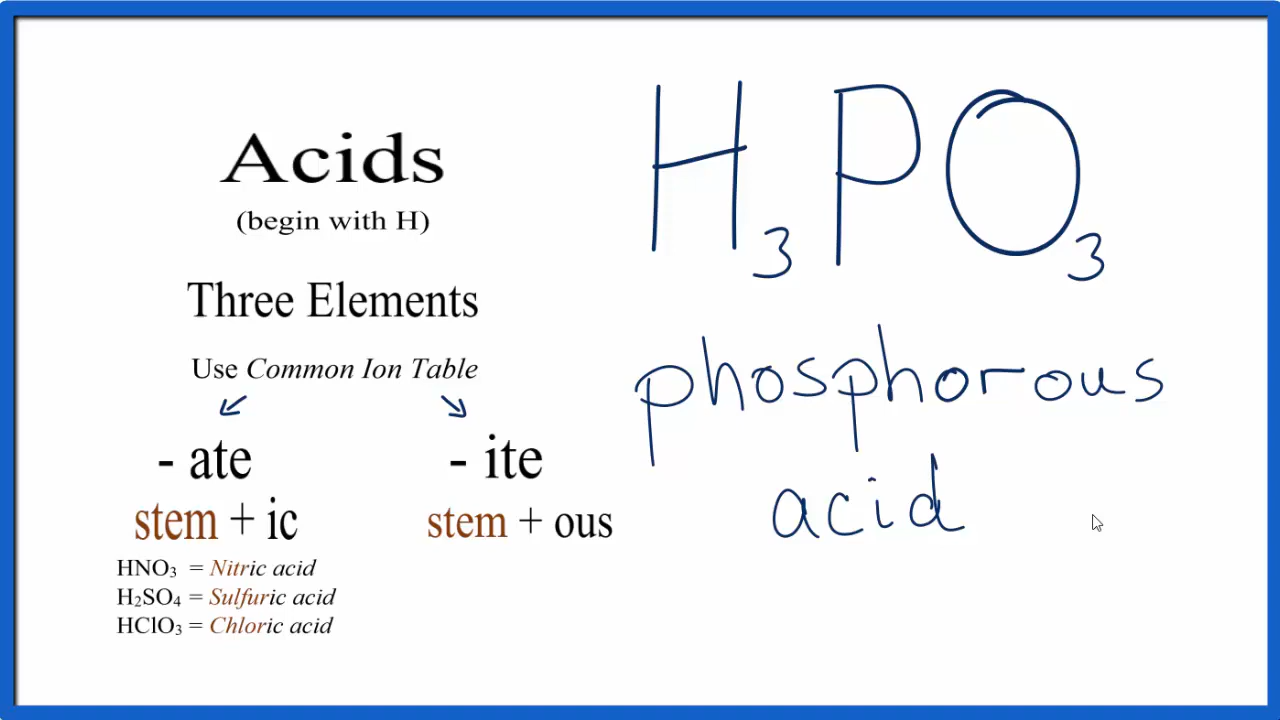 Acids
(begin with H)
Three Elements
Use Common Ion Table
- ate
- ite
stem + ic
stem + ous
HNO₃ = Nitric acid
H₂SO₄ = Sulfuric acid
HClO₃ = Chloric acid
H₃PO₃
phosphorous
acid